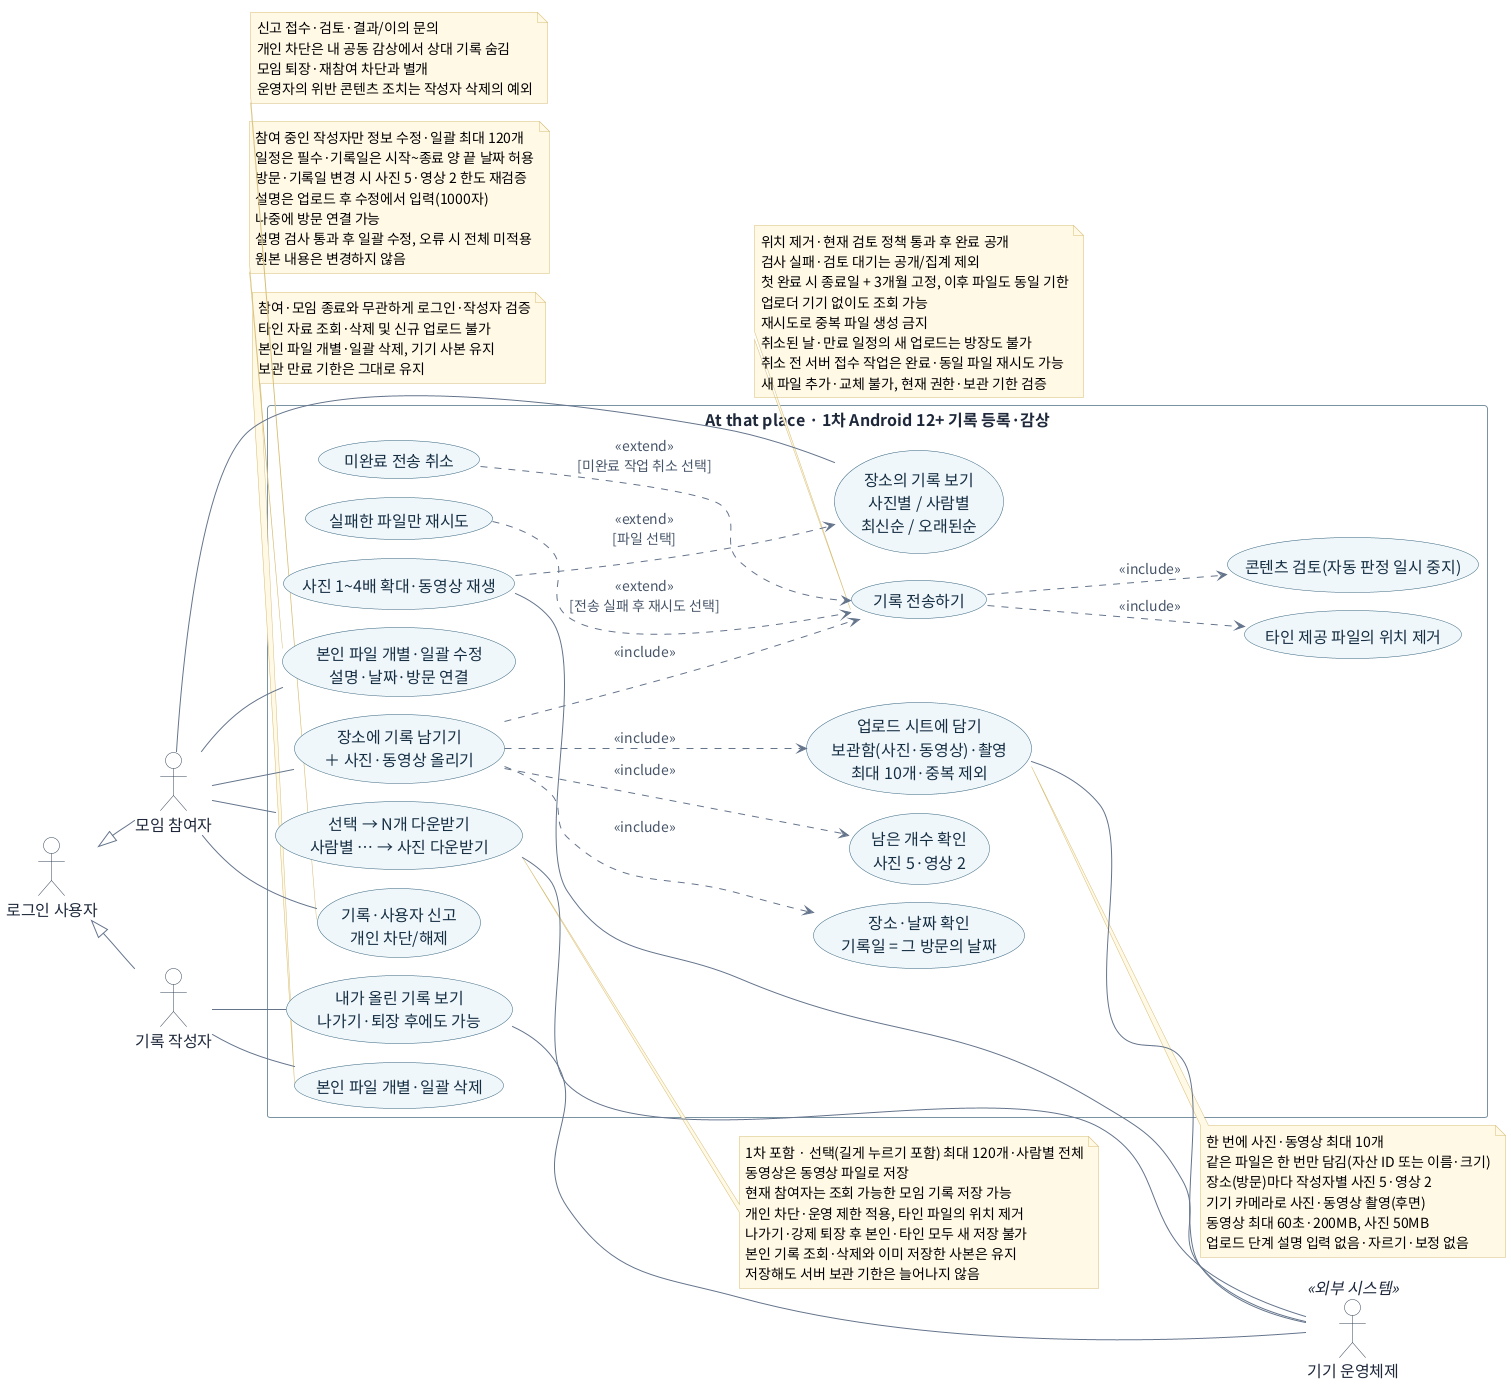 신고 접수·검토·결과/이의 문의
개인 차단은 내 공동 감상에서 상대 기록 숨김
모임 퇴장·재참여 차단과 별개
운영자의 위반 콘텐츠 조치는 작성자 삭제의 예외
참여 중인 작성자만 정보 수정·일괄 최대 120개
일정은 필수·기록일은 시작~종료 양 끝 날짜 허용
방문·기록일 변경 시 사진 5·영상 2 한도 재검증
설명은 업로드 후 수정에서 입력(1000자)
나중에 방문 연결 가능
설명 검사 통과 후 일괄 수정, 오류 시 전체 미적용
원본 내용은 변경하지 않음
참여·모임 종료와 무관하게 로그인·작성자 검증
타인 자료 조회·삭제 및 신규 업로드 불가
본인 파일 개별·일괄 삭제, 기기 사본 유지
보관 만료 기한은 그대로 유지
위치 제거·현재 검토 정책 통과 후 완료 공개
검사 실패·검토 대기는 공개/집계 제외
첫 완료 시 종료일 + 3개월 고정, 이후 파일도 동일 기한
업로더 기기 없이도 조회 가능
재시도로 중복 파일 생성 금지
취소된 날·만료 일정의 새 업로드는 방장도 불가
취소 전 서버 접수 작업은 완료·동일 파일 재시도 가능
새 파일 추가·교체 불가, 현재 권한·보관 기한 검증
At that place · 1차 Android 12+ 기록 등록·감상
미완료 전송 취소
«extend»
[미완료 작업 취소 선택]
장소의 기록 보기
사진별 / 사람별
최신순 / 오래된순
실패한 파일만 재시도
«extend»
[파일 선택]
사진 1~4배 확대·동영상 재생
«extend»
[전송 실패 후 재시도 선택]
기록 전송하기
«include»
콘텐츠 검토(자동 판정 일시 중지)
«include»
타인 제공 파일의 위치 제거
본인 파일 개별·일괄 수정
설명·날짜·방문 연결
«include»
장소에 기록 남기기
＋ 사진·동영상 올리기
«include»
업로드 시트에 담기
보관함(사진·동영상)·촬영
최대 10개·중복 제외
«include»
남은 개수 확인
사진 5·영상 2
«include»
장소·날짜 확인
기록일 = 그 방문의 날짜
모임 참여자
선택 → N개 다운받기
사람별 ⋯ → 사진 다운받기
로그인 사용자
기록·사용자 신고
개인 차단/해제
기록 작성자
내가 올린 기록 보기
나가기·퇴장 후에도 가능
본인 파일 개별·일괄 삭제
1차 포함 · 선택(길게 누르기 포함) 최대 120개·사람별 전체
동영상은 동영상 파일로 저장
현재 참여자는 조회 가능한 모임 기록 저장 가능
개인 차단·운영 제한 적용, 타인 파일의 위치 제거
나가기·강제 퇴장 후 본인·타인 모두 새 저장 불가
본인 기록 조회·삭제와 이미 저장한 사본은 유지
저장해도 서버 보관 기한은 늘어나지 않음
한 번에 사진·동영상 최대 10개
같은 파일은 한 번만 담김(자산 ID 또는 이름·크기)
장소(방문)마다 작성자별 사진 5·영상 2
기기 카메라로 사진·동영상 촬영(후면)
동영상 최대 60초·200MB, 사진 50MB
업로드 단계 설명 입력 없음·자르기·보정 없음
«외부 시스템»
기기 운영체제